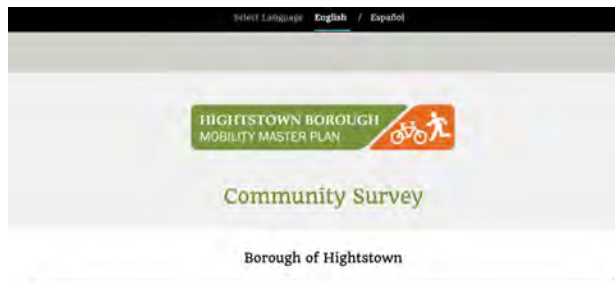 Select Language English / Español
HIGHTSTOWN BOROUGH
MOBILITY MASTER PLAN
Community Survey
Borough of Hightstown